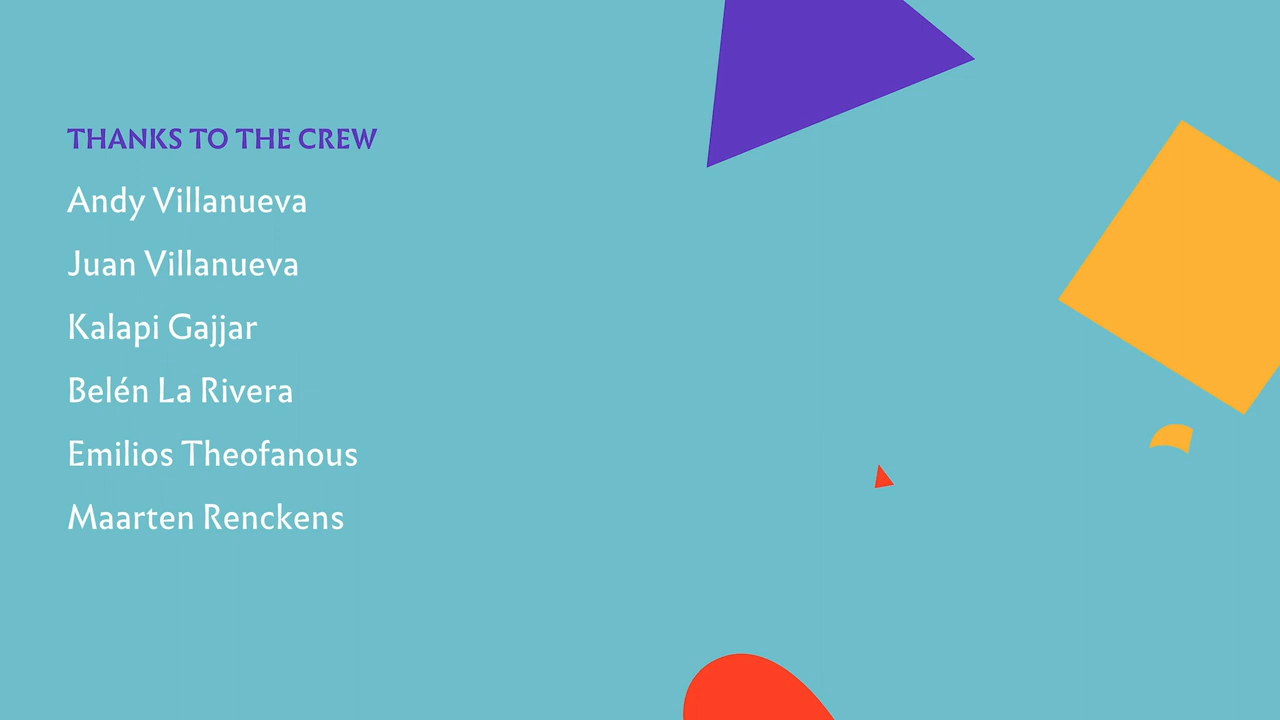 THANKS TO THE CREW
Andy Villanueva
Juan Villanueva
Kalapi Gajjar
Belén La Rivera
Emilios Theofanous
Maarten Renckens